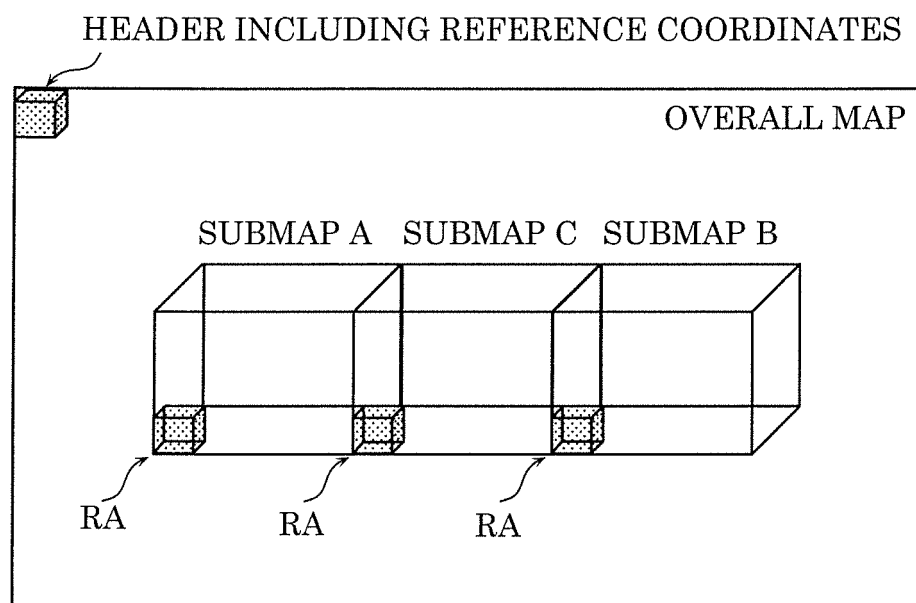 HEADER INCLUDING REFERENCE COORDINATES
OVERALL MAP
SUBMAP A SUBMAP C SUBMAP B
RA RA RA